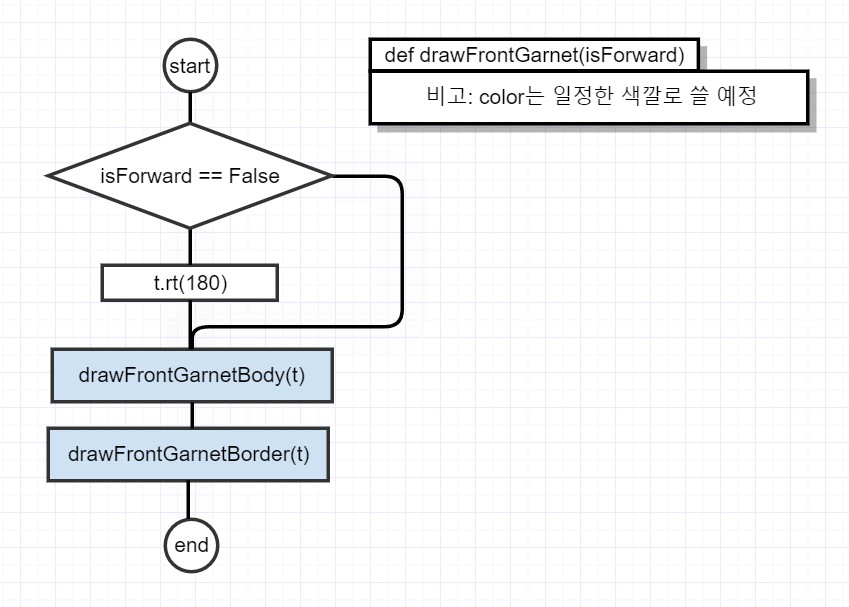 start
def drawFrontGarnet(isForward)
비고: color는 일정한 색깔로 쓸 예정
isForward == False
t.rt(180)
drawFrontGarnetBody(t)
drawFrontGarnetBorder(t)
end